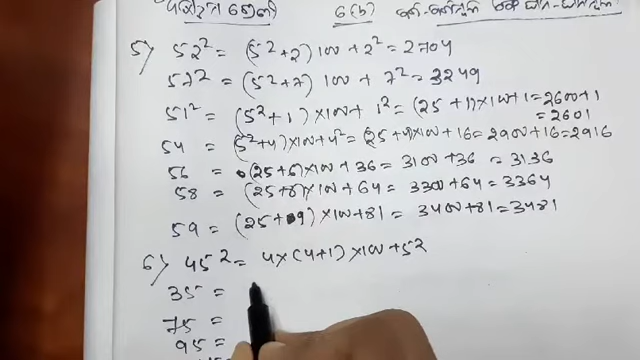 6(b)
5) 52² = (5²+2) 100 + 2² = 2704
57² = (5²+7) 100 + 7² = 3249
51² = (5²+1) ×100+ 1² = (25+1)×100+1=2600+1
= 2601
54 = (5²+4)×100+4² = (25+4)×100+16=2900+16=2916
56 = (25+6)×100+36= 3100+36 = 3136
58 = (25+8)×100+64= 3300+64= 3364
59 = (25+9)×100+81 = 3400+81=3481
6) 45² = 4×(4+1)×100+5²
35 =
75 =
95 =